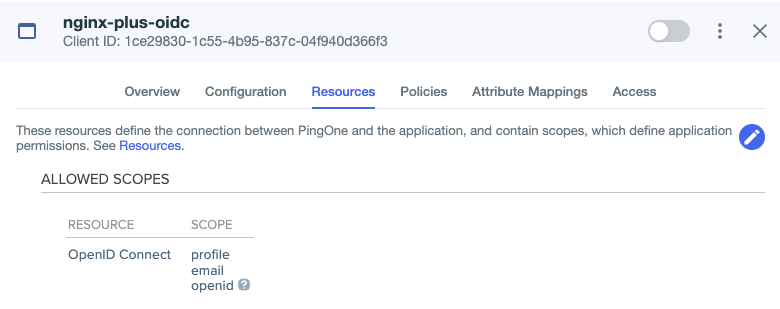 nginx-plus-oidc
Client ID: 1ce29830-1c55-4b95-837c-04f940d366f3
Overview Configuration Resources Policies Attribute Mappings Access
These resources define the connection between PingOne and the application, and contain scopes, which define application
permissions. See Resources.
ALLOWED SCOPES
RESOURCE SCOPE
OpenID Connect profile
email
openid ?